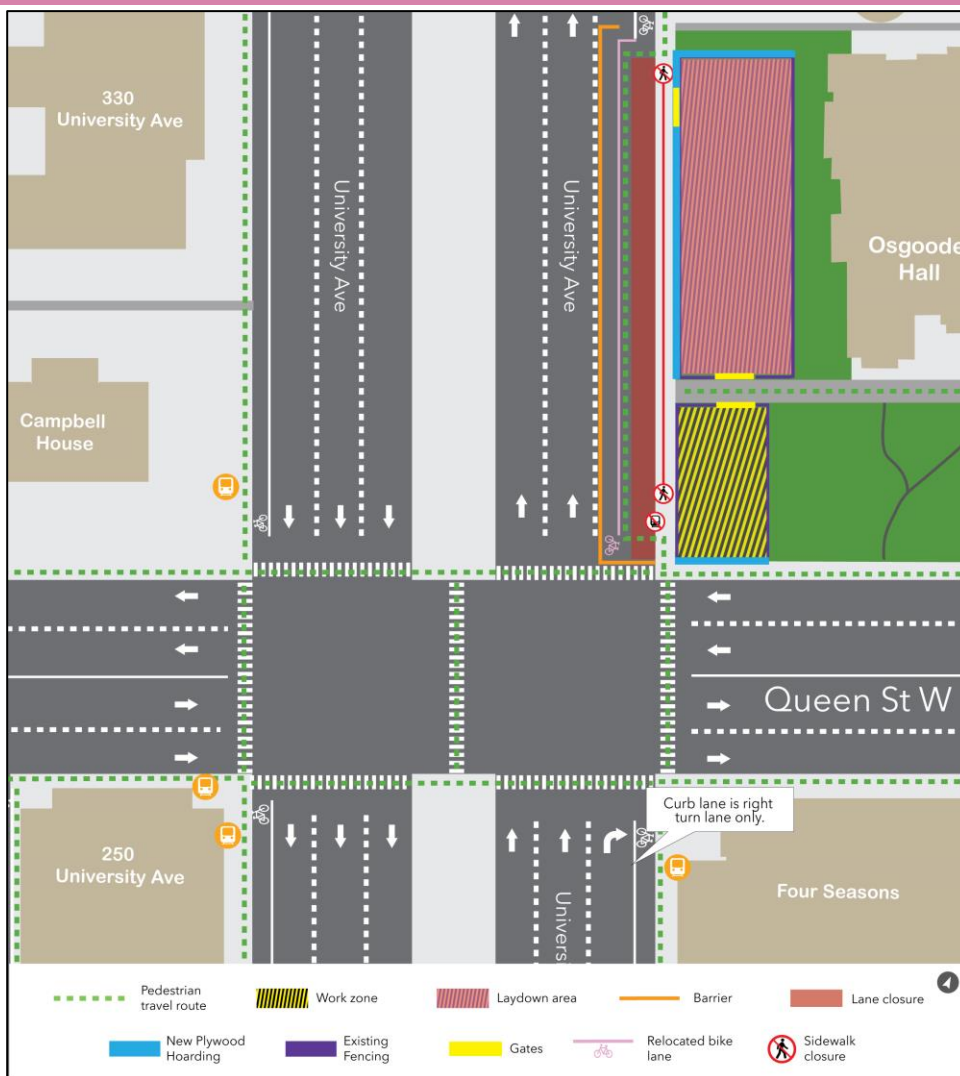 330
University Ave
University Ave
University Ave
Osgoode
Hall
Campbell
House
Queen St W
Curb lane is right
turn lane only.
250
University Ave
Universi
Four Seasons
Pedestrian
travel route
Work zone
Laydown area
Barrier
Lane closure
New Plywood
Hoarding
Existing
Fencing
Gates
Relocated bike
lane
Sidewalk
closure